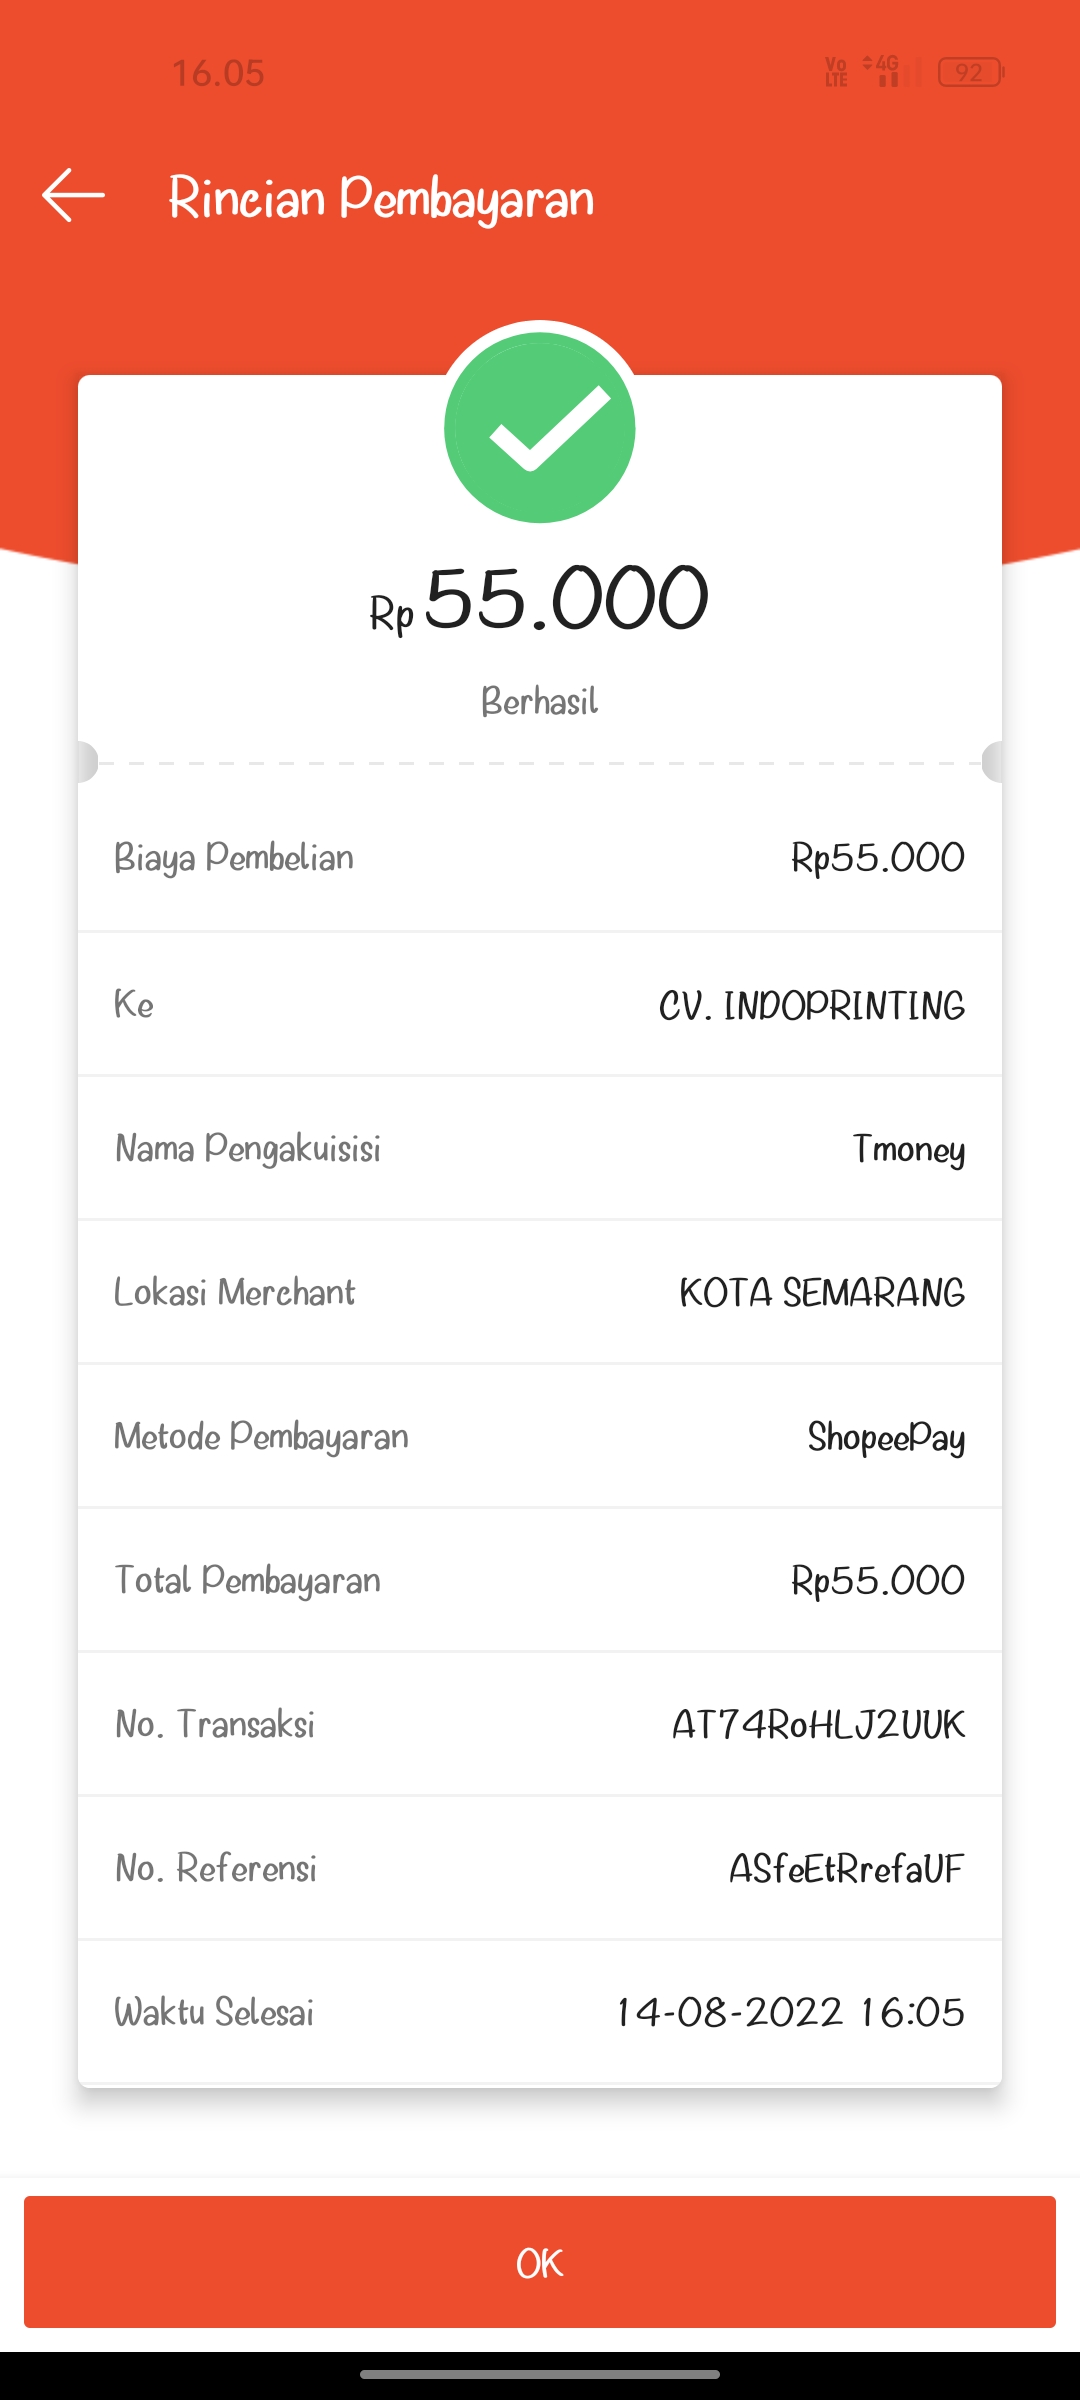 16.05
Vo LTE 4G 92
Rincian Pembayaran
Rp55.000
Berhasil
Biaya Pembelian Rp55.000
Ke CV. INDOPRINTING
Nama Pengakuisisi Tmoney
Lokasi Merchant KOTA SEMARANG
Metode Pembayaran ShopeePay
Total Pembayaran Rp55.000
No. Transaksi AT74RoHLJ2UUK
No. Referensi ASfeEtRrefaUF
Waktu Selesai 14-08-2022 16:05
OK